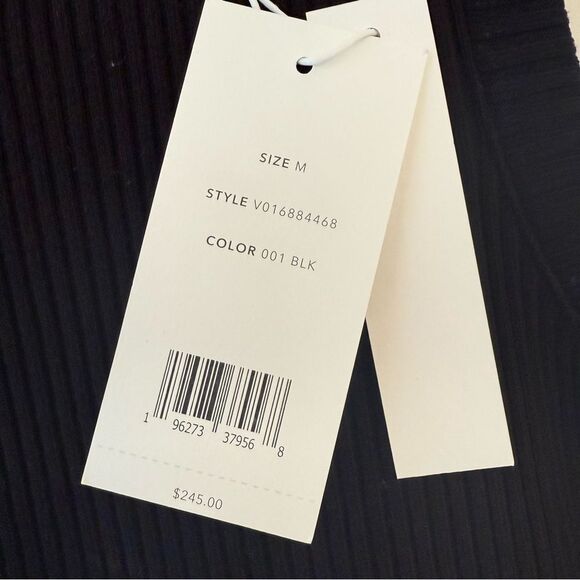 SIZE M
STYLE V016884468
COLOR 001 BLK
1 96273 37956 8
$245.00